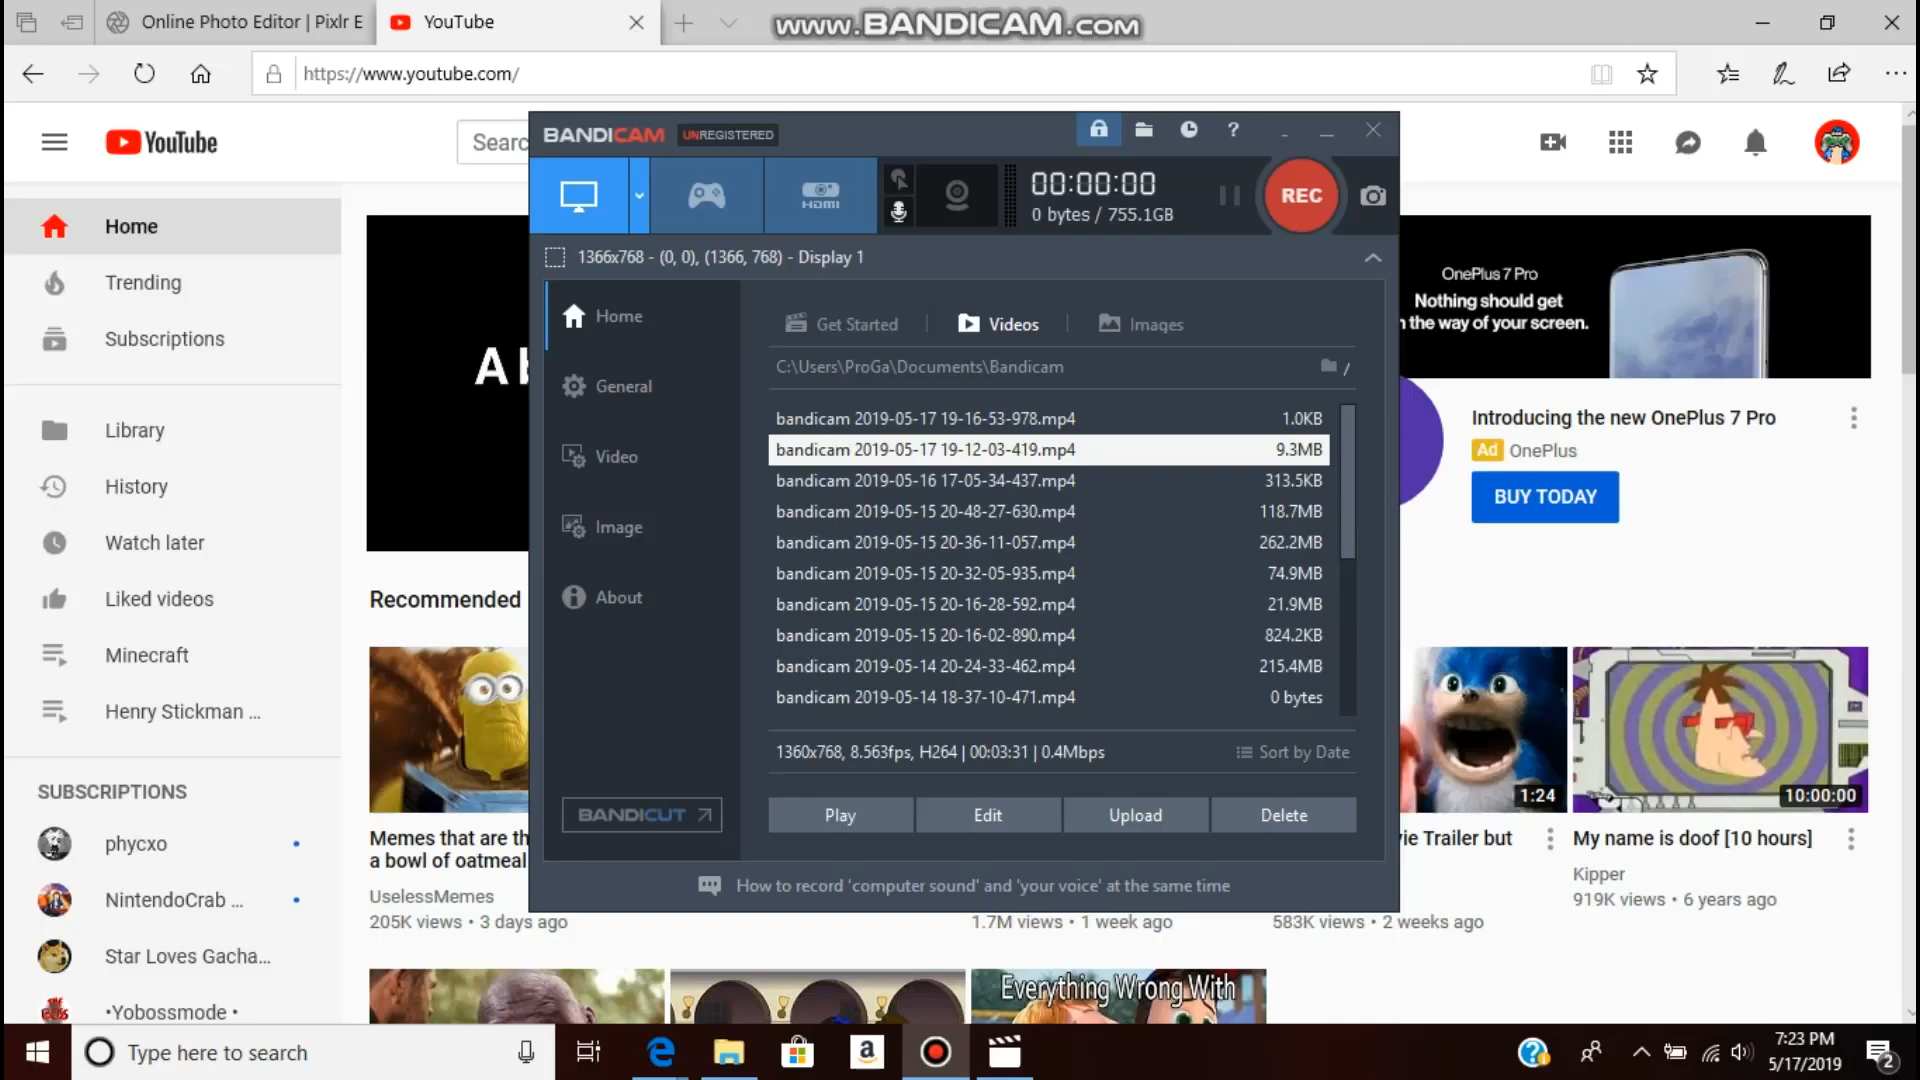 Online Photo Editor | Pixlr E
YouTube
www.BANDICAM.com
https://www.youtube.com/
YouTube
Searc
BANDICAM UNREGISTERED
?
HDMI
00:00:00
0 bytes / 755.1GB
REC
1366x768 - (0, 0), (1366, 768) - Display 1
Home
Trending
Subscriptions
Library
History
Watch later
Liked videos
Minecraft
Henry Stickman ...
SUBSCRIPTIONS
phycxo
NintendoCrab ...
Star Loves Gacha...
•Yobossmode •
A b
Home
General
Video
Image
About
BANDICUT
Get Started
Videos
Images
C:\Users\ProGa\Documents\Bandicam
/
bandicam 2019-05-17 19-16-53-978.mp4 1.0KB
bandicam 2019-05-17 19-12-03-419.mp4 9.3MB
bandicam 2019-05-16 17-05-34-437.mp4 313.5KB
bandicam 2019-05-15 20-48-27-630.mp4 118.7MB
bandicam 2019-05-15 20-36-11-057.mp4 262.2MB
bandicam 2019-05-15 20-32-05-935.mp4 74.9MB
bandicam 2019-05-15 20-16-28-592.mp4 21.9MB
bandicam 2019-05-15 20-16-02-890.mp4 824.2KB
bandicam 2019-05-14 20-24-33-462.mp4 215.4MB
bandicam 2019-05-14 18-37-10-471.mp4 0 bytes
1360x768, 8.563fps, H264 | 00:03:31 | 0.4Mbps
Sort by Date
Play
Edit
Upload
Delete
How to record 'computer sound' and 'your voice' at the same time
OnePlus 7 Pro
Nothing should get
n the way of your screen.
Introducing the new OnePlus 7 Pro
Ad OnePlus
BUY TODAY
Recommended
Memes that are th
a bowl of oatmeal
UselessMemes
205K views • 3 days ago
1.7M views • 1 week ago
1:24
ie Trailer but
583K views • 2 weeks ago
10:00:00
My name is doof [10 hours]
Kipper
919K views • 6 years ago
Everything Wrong With
Type here to search
a
7:23 PM
5/17/2019
2